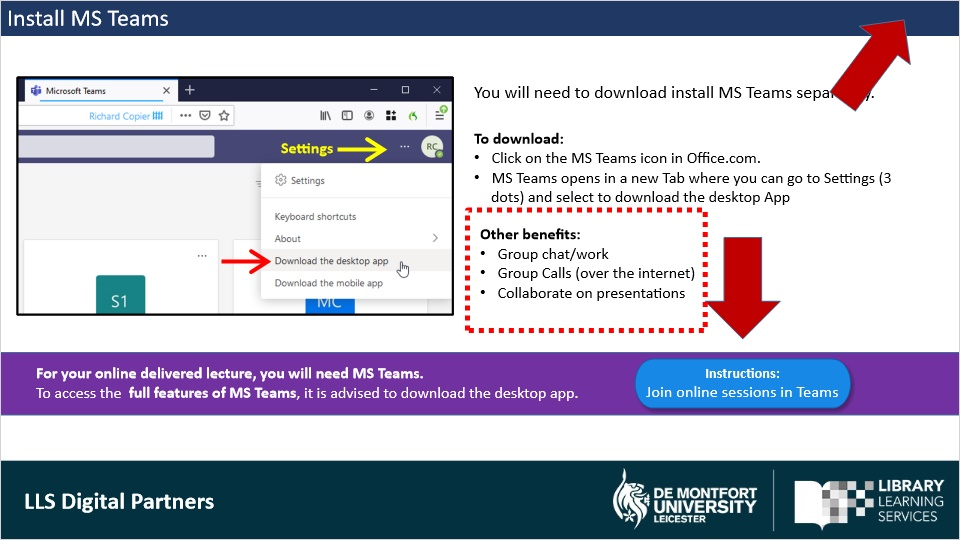 Install MS Teams
Microsoft Teams
Richard Copier
Settings
RC
Settings
Keyboard shortcuts
About
Download the desktop app
Download the mobile app
S1
MC
You will need to download install MS Teams
To download:
• Click on the MS Teams icon in Office.com.
• MS Teams opens in a new Tab where you can go to Settings (3
dots) and select to download the desktop App
Other benefits:
• Group chat/work
• Group Calls (over the internet)
• Collaborate on presentations
For your online delivered lecture, you will need MS Teams.
To access the full features of MS Teams, it is advised to download the desktop app.
Instructions:
Join online sessions in Teams
LLS Digital Partners
DE MONTFORT
UNIVERSITY
LEICESTER
LIBRARY
LEARNING
SERVICES